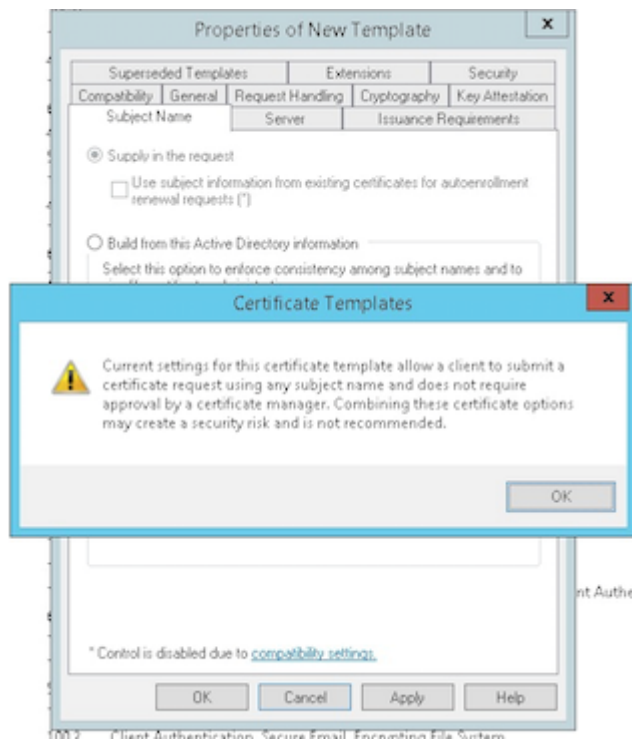 Properties of New Template
x
Superseded Templates Extensions Security
Compatibility General Request Handling Cryptography Key Attestation
Subject Name Server Issuance Requirements
Supply in the request
Use subject information from existing certificates for autoenrollment
renewal requests (*)
Build from this Active Directory information
Select this option to enforce consistency among subject names and to
Certificate Templates
x
Current settings for this certificate template allow a client to submit a
certificate request using any subject name and does not require
approval by a certificate manager. Combining these certificate options
may create a security risk and is not recommended.
OK
nt Authe
* Control is disabled due to compatibility settings.
OK Cancel Apply Help
Client Authentication, Secure Email, Encrypting File System